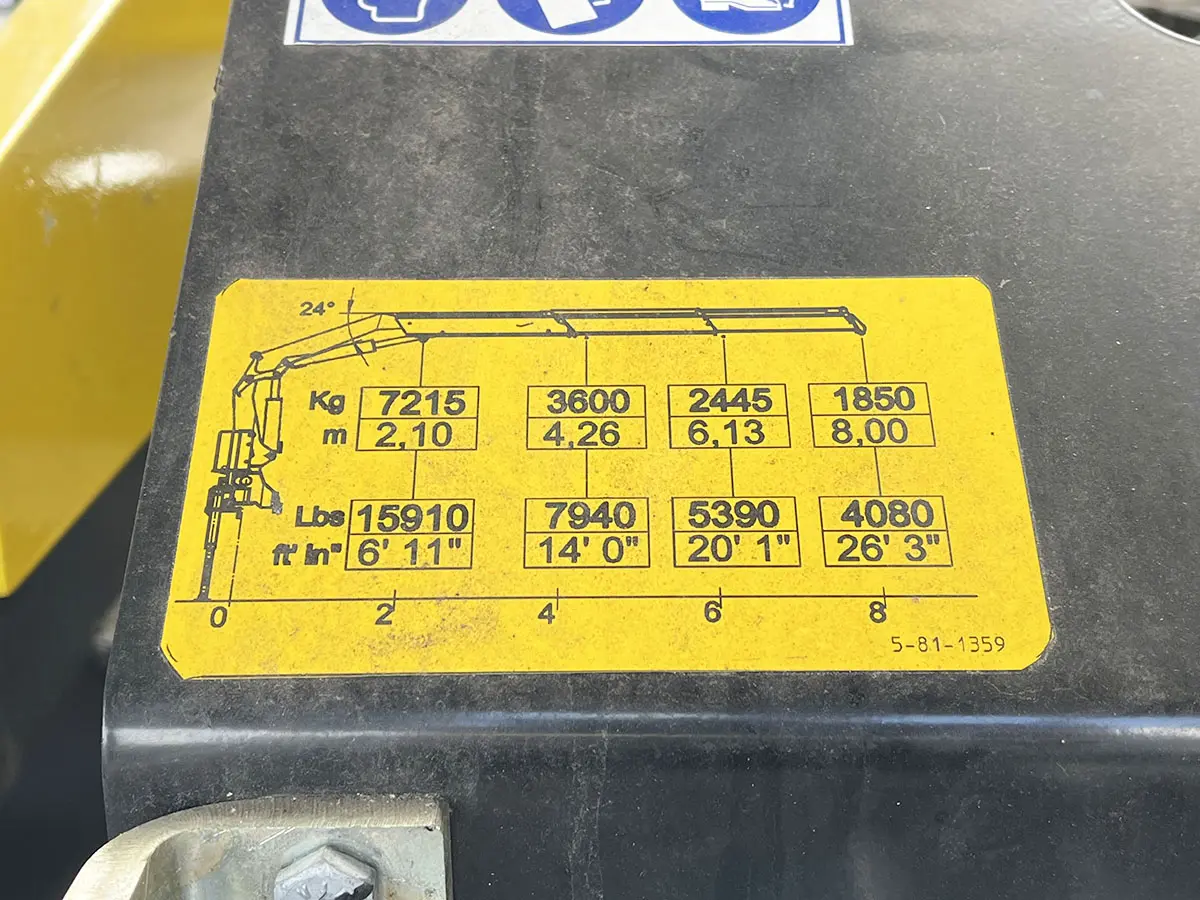 24°
Kg 7215 3600 2445 1850
m 2,10 4,26 6,13 8,00
Lbs 15910 7940 5390 4080
ft' In" 6' 11" 14' 0" 20' 1" 26' 3"
0 2 4 6 8
5-81-1359